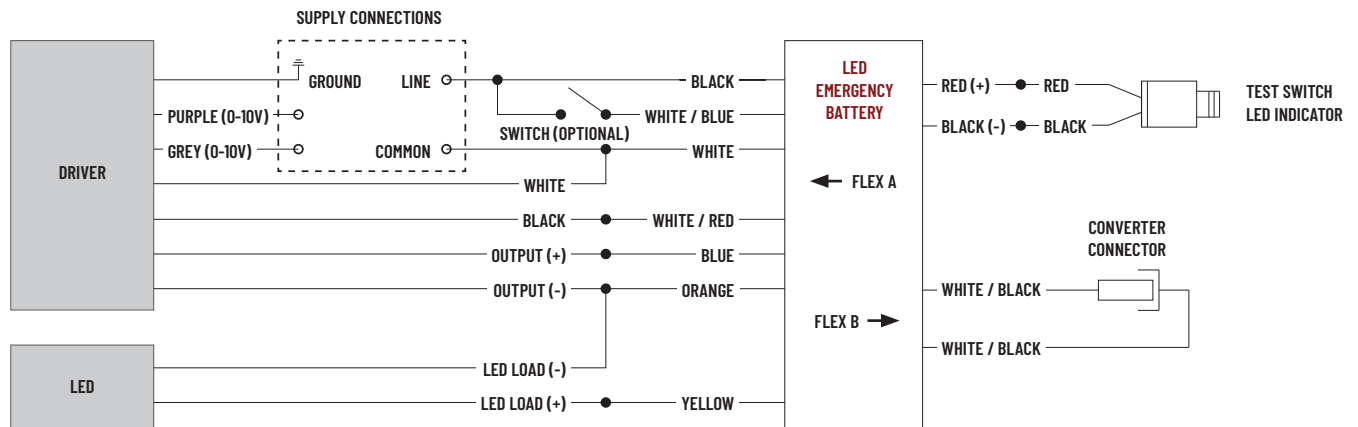 SUPPLY CONNECTIONS
GROUND LINE BLACK
LED
EMERGENCY
BATTERY
RED (+) RED
TEST SWITCH
LED INDICATOR
PURPLE (0-10V) WHITE / BLUE
BLACK (-) BLACK
SWITCH (OPTIONAL)
GREY (0-10V) COMMON WHITE
DRIVER
WHITE
FLEX A
BLACK WHITE / RED
CONVERTER
CONNECTOR
OUTPUT (+) BLUE
OUTPUT (-) ORANGE
WHITE / BLACK
FLEX B
WHITE / BLACK
LED LOAD (-)
LED
LED LOAD (+) YELLOW